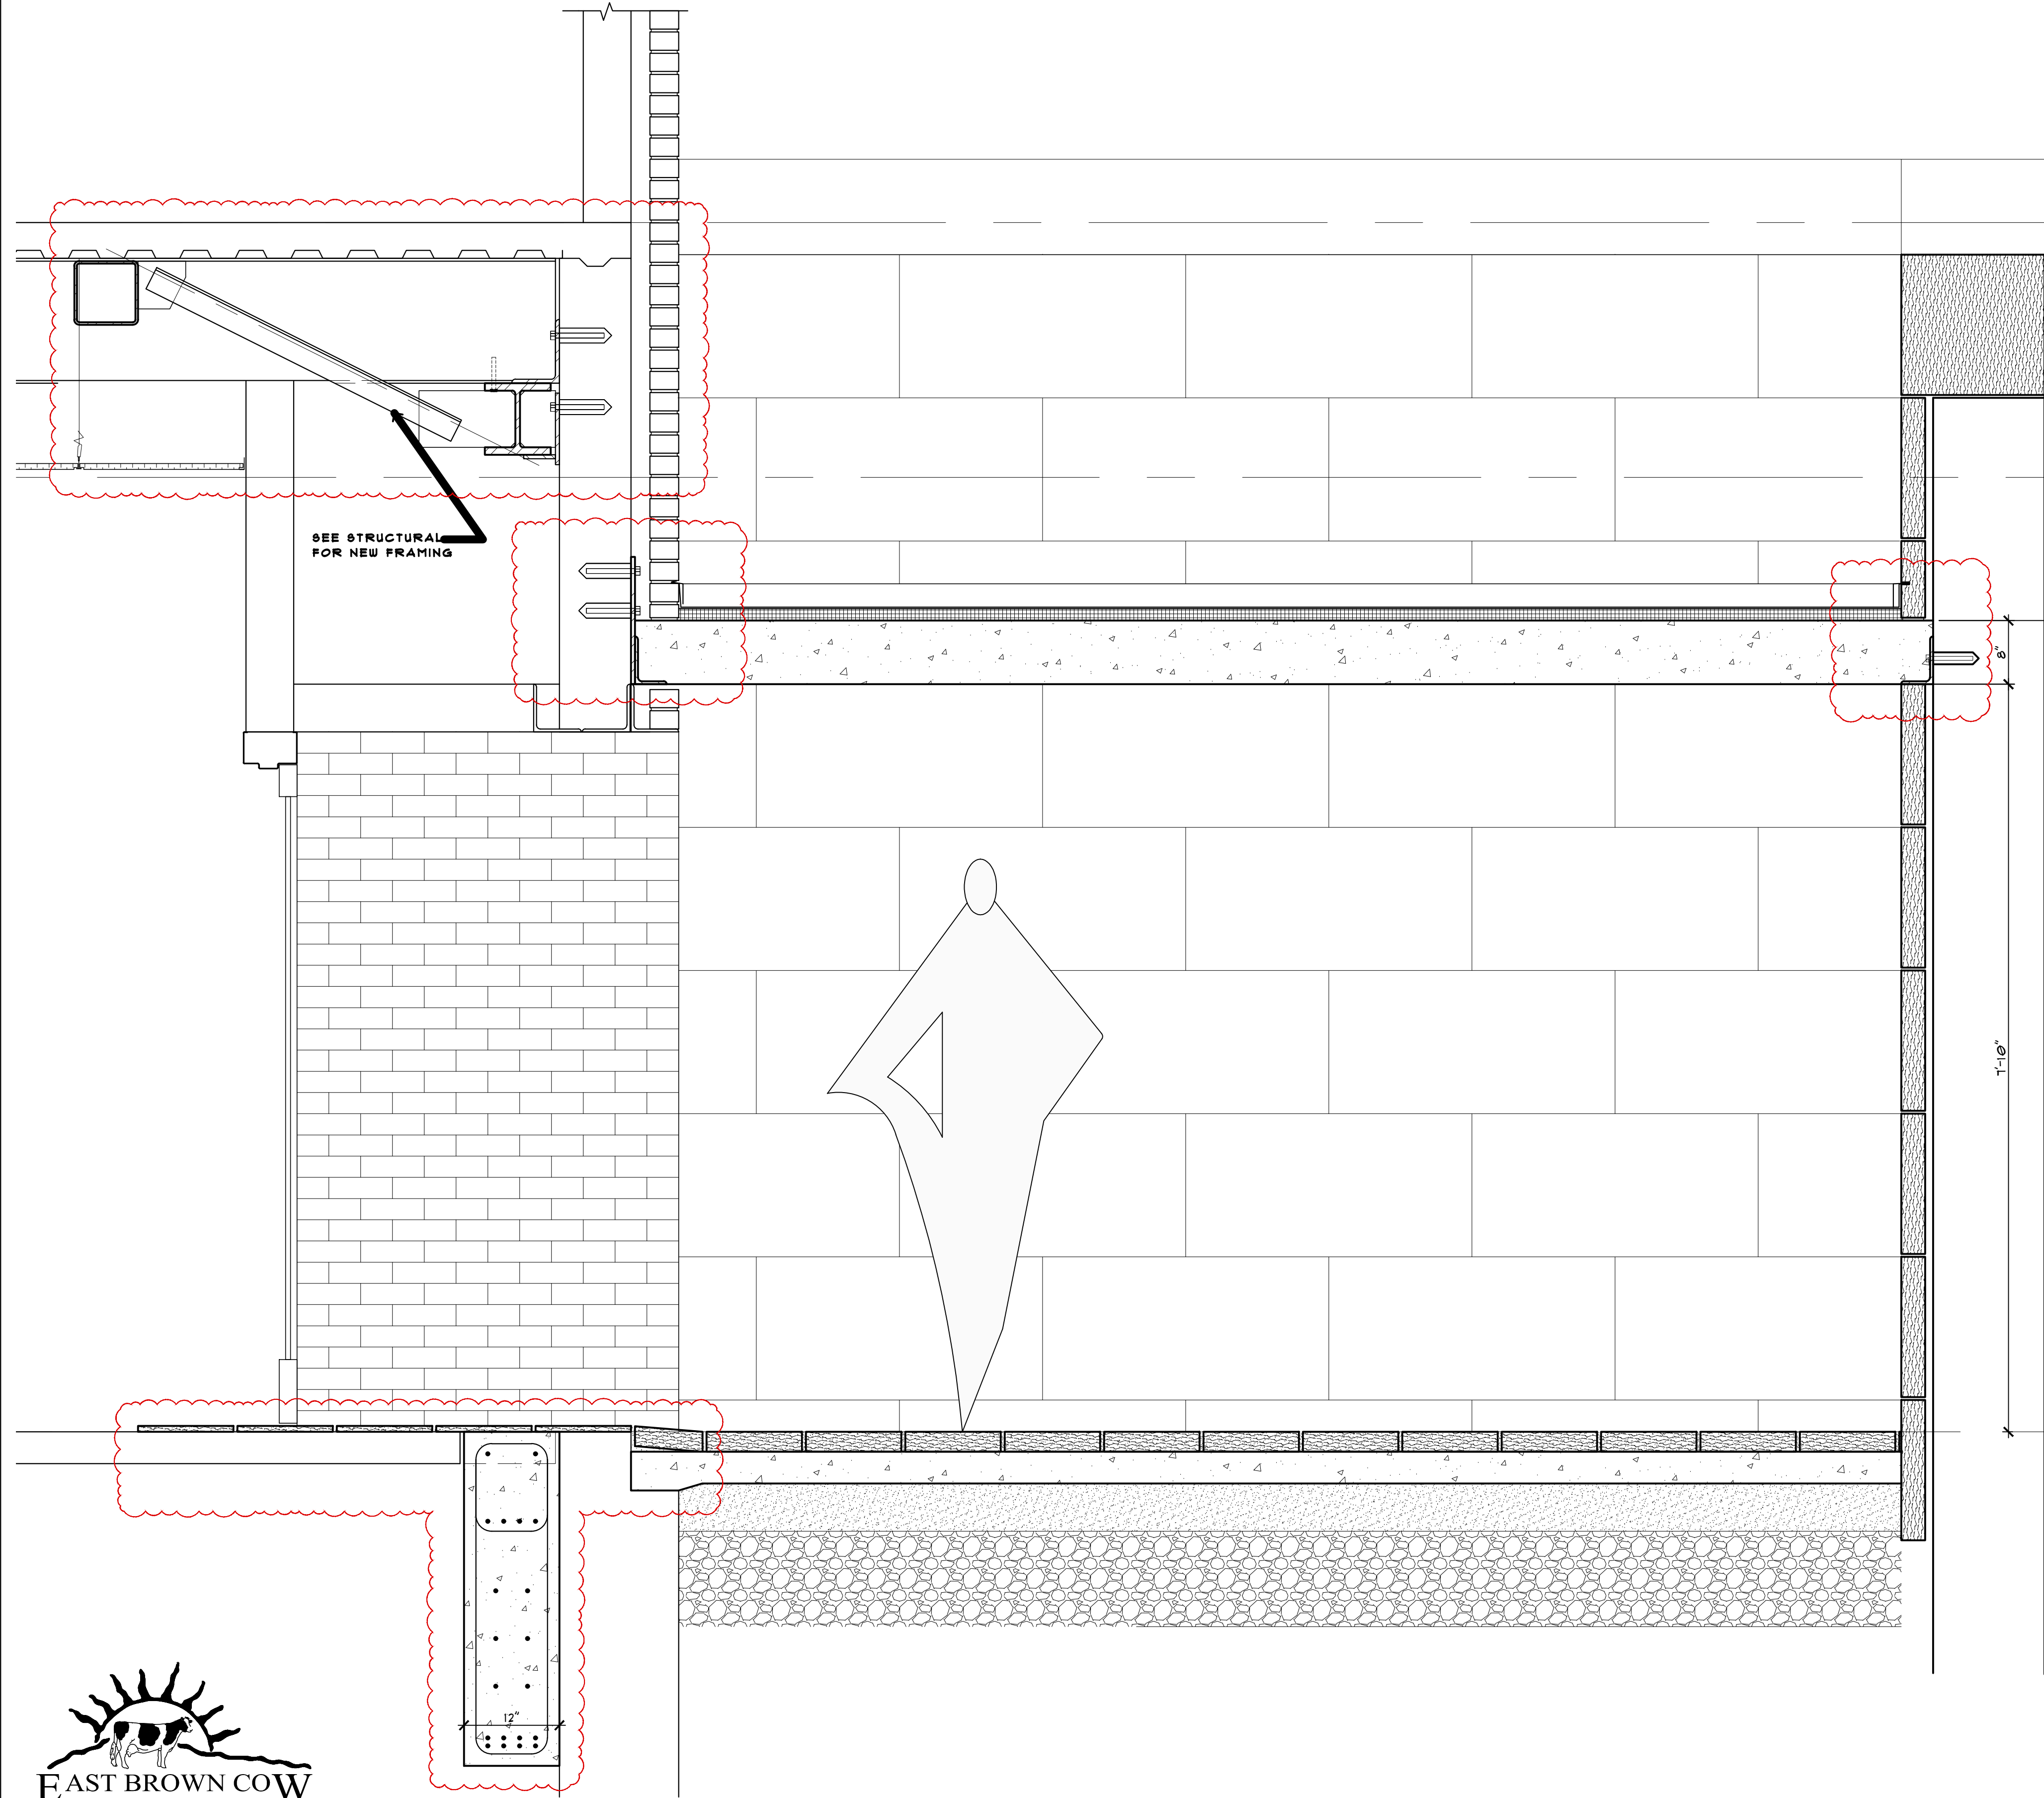 SEE STRUCTURAL
FOR NEW FRAMING
8"
7'-10"
12"
EAST BROWN COW